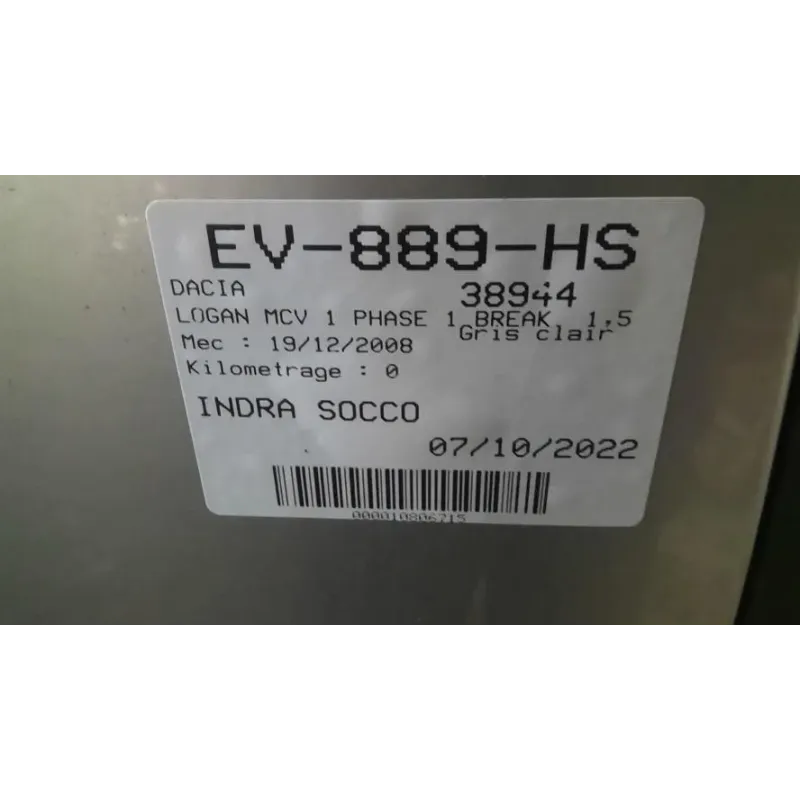 EV-889-HS
DACIA 38944
LOGAN MCV 1 PHASE 1 BREAK 1.5
Gris clair
Mec : 19/12/2008
Kilometrage : 0
INDRA SOCCO
07/10/2022
000010806715